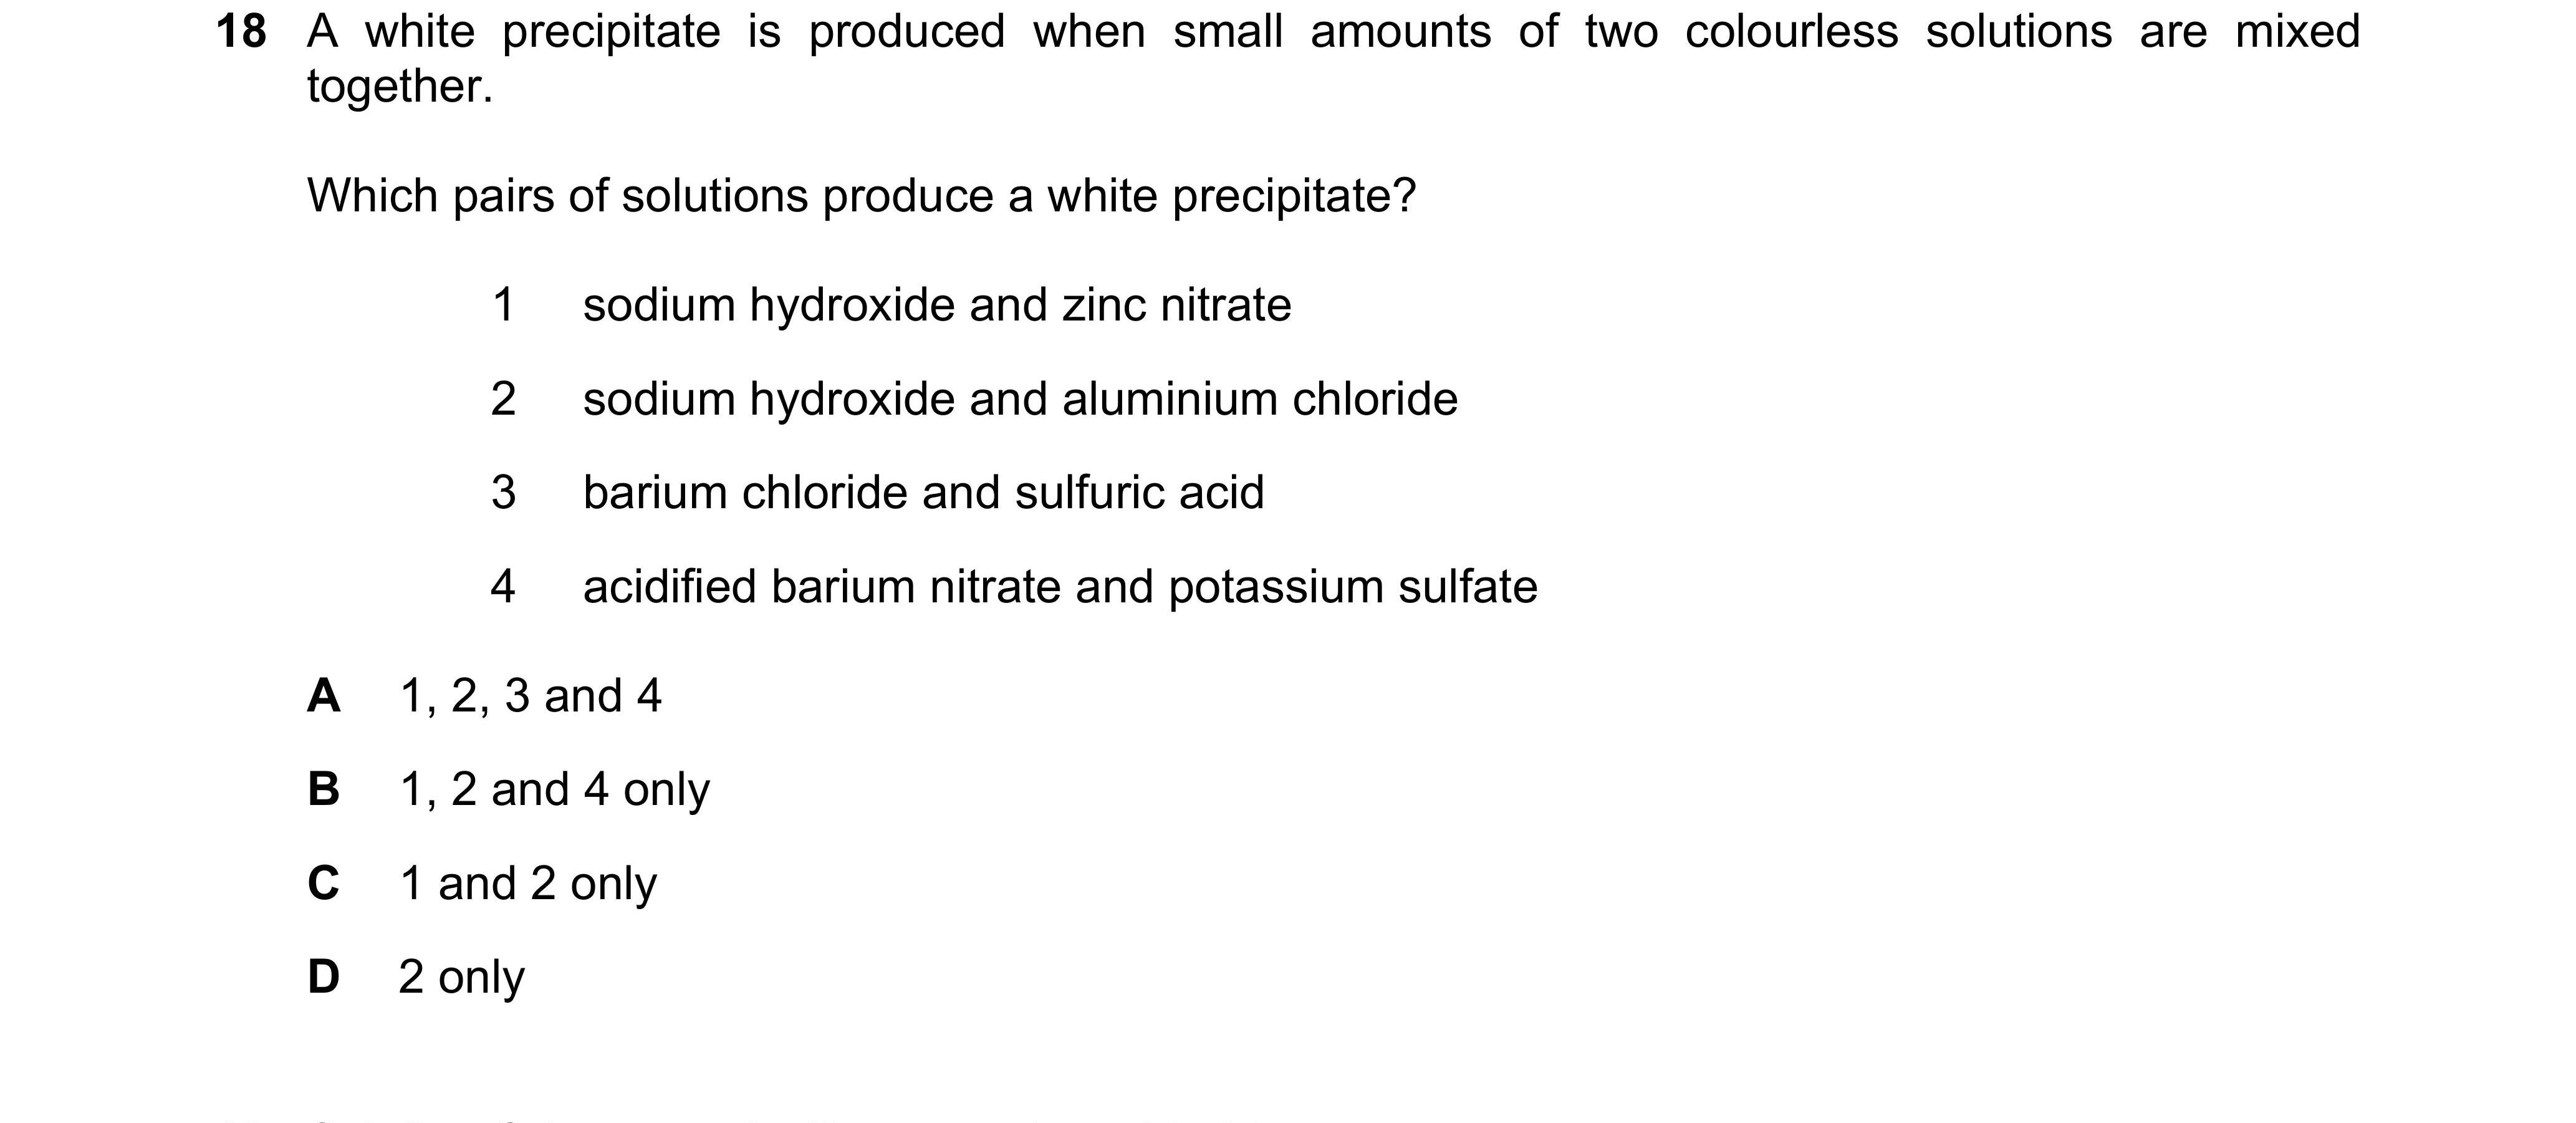 18 A white precipitate is produced when small amounts of two colourless solutions are mixed
together.
Which pairs of solutions produce a white precipitate?
1 sodium hydroxide and zinc nitrate
2 sodium hydroxide and aluminium chloride
3 barium chloride and sulfuric acid
4 acidified barium nitrate and potassium sulfate
A 1, 2, 3 and 4
B 1, 2 and 4 only
C 1 and 2 only
D 2 only